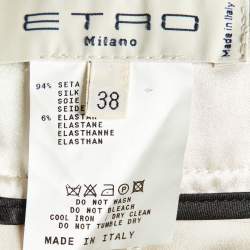 ETRO
Milano
Made in Italy
94% SETA
SILK
SOIE
SEIDE
6% ELASTAN
ELASTANE
ELASTHANNE
ELASTHAN
38
DO NOT WASH
DO NOT BLEACH
COOL IRON / DRY CLEAN
DO NOT TUMBLE DRY
MADE IN ITALY